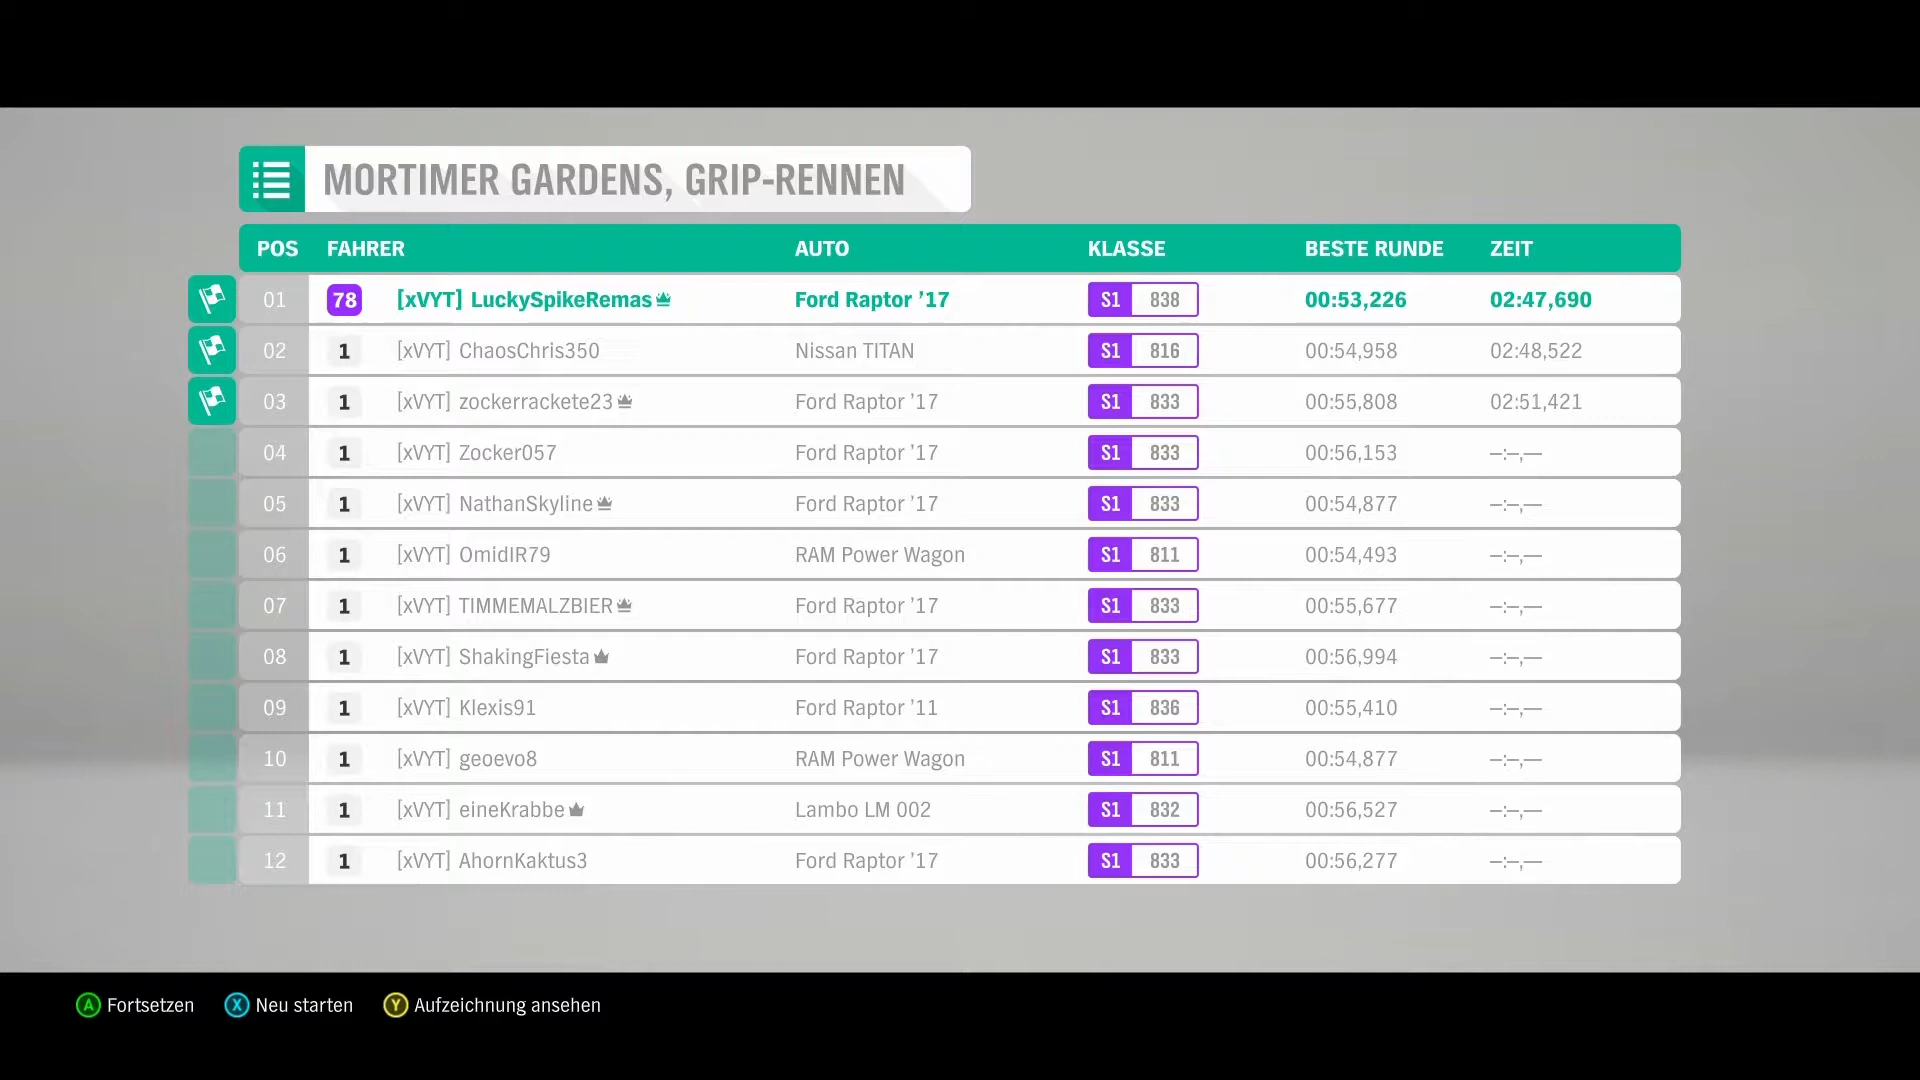 MORTIMER GARDENS, GRIP-RENNEN
POS FAHRER AUTO KLASSE BESTE RUNDE ZEIT
01 78 [xVYT] LuckySpikeRemas Ford Raptor ’17 S1 838 00:53,226 02:47,690
02 1 [xVYT] ChaosChris350 Nissan TITAN S1 816 00:54,958 02:48,522
03 1 [xVYT] zockerrackete23 Ford Raptor ’17 S1 833 00:55,808 02:51,421
04 1 [xVYT] Zocker057 Ford Raptor ’17 S1 833 00:56,153 –:–,–
05 1 [xVYT] NathanSkyline Ford Raptor ’17 S1 833 00:54,877 –:–,–
06 1 [xVYT] OmidIR79 RAM Power Wagon S1 811 00:54,493 –:–,–
07 1 [xVYT] TIMMEMALZBIER Ford Raptor ’17 S1 833 00:55,677 –:–,–
08 1 [xVYT] ShakingFiesta Ford Raptor ’17 S1 833 00:56,994 –:–,–
09 1 [xVYT] Klexis91 Ford Raptor ’11 S1 836 00:55,410 –:–,–
10 1 [xVYT] geoevo8 RAM Power Wagon S1 811 00:54,877 –:–,–
11 1 [xVYT] eineKrabbe Lambo LM 002 S1 832 00:56,527 –:–,–
12 1 [xVYT] AhornKaktus3 Ford Raptor ’17 S1 833 00:56,277 –:–,–
A Fortsetzen X Neu starten Y Aufzeichnung ansehen